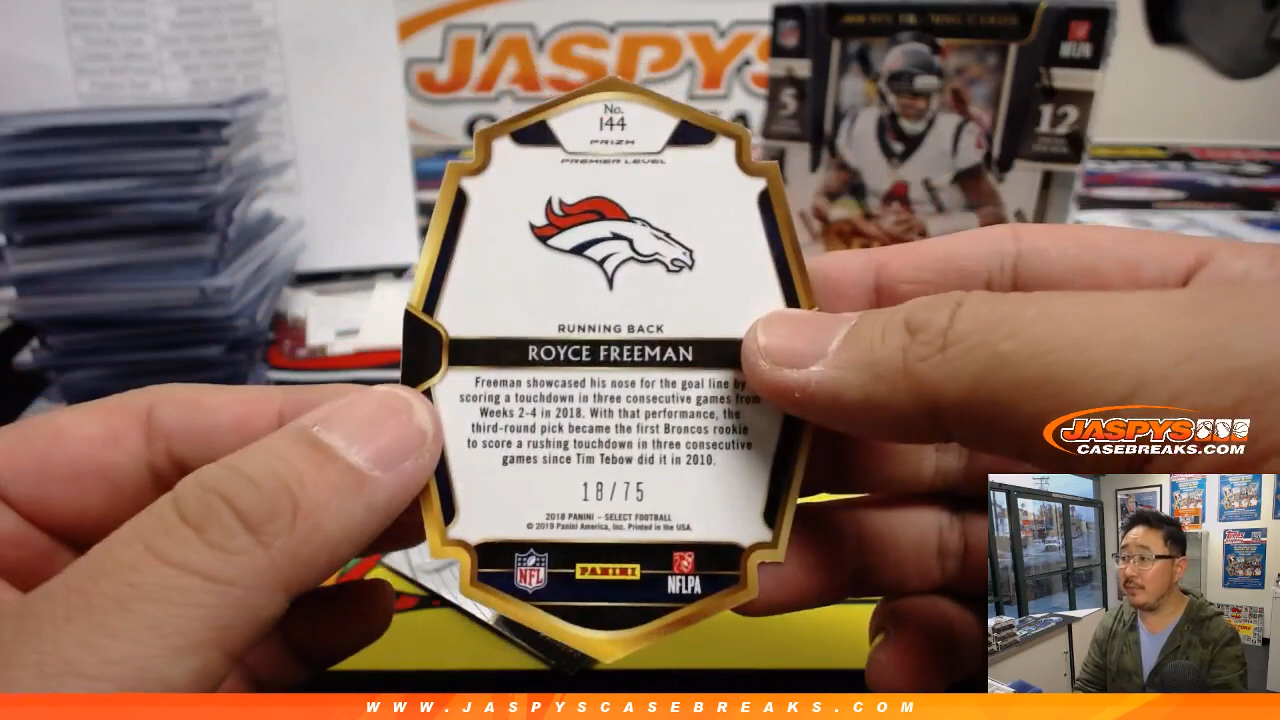 JASPYS
No.
144
PRIZM
PREMIER LEVEL
RUNNING BACK
ROYCE FREEMAN
Freeman showcased his nose for the goal line by
scoring a touchdown in three consecutive games from
Weeks 2-4 in 2018. With that performance, the
third-round pick became the first Broncos rookie
to score a rushing touchdown in three consecutive
games since Tim Tebow did it in 2010.
18/75
2018 PANINI – SELECT FOOTBALL
© 2019 Panini America, Inc. Printed in the USA.
NFL
PANINI
NFLPA
5
12
NFLPA
JASPYS
CASEBREAKS.COM
WWW.JASPYSCASEBREAKS.COM